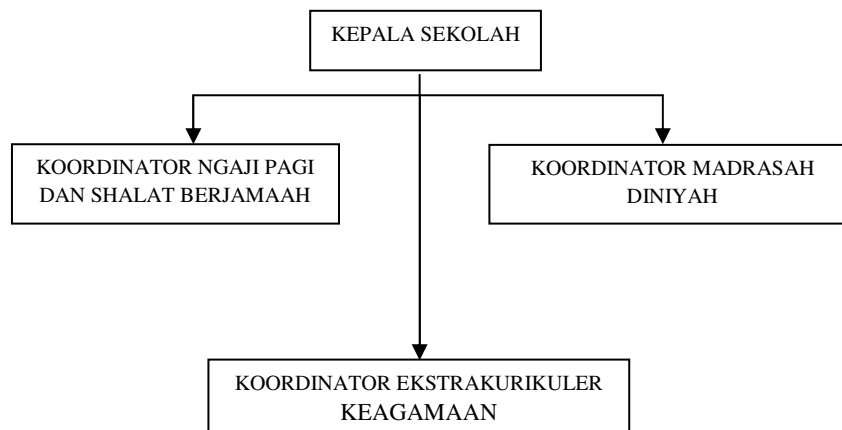 KEPALA SEKOLAH
KOORDINATOR NGAJI PAGI
DAN SHALAT BERJAMAAH
KOORDINATOR MADRASAH
DINIYAH
KOORDINATOR EKSTRAKURIKULER
KEAGAMAAN